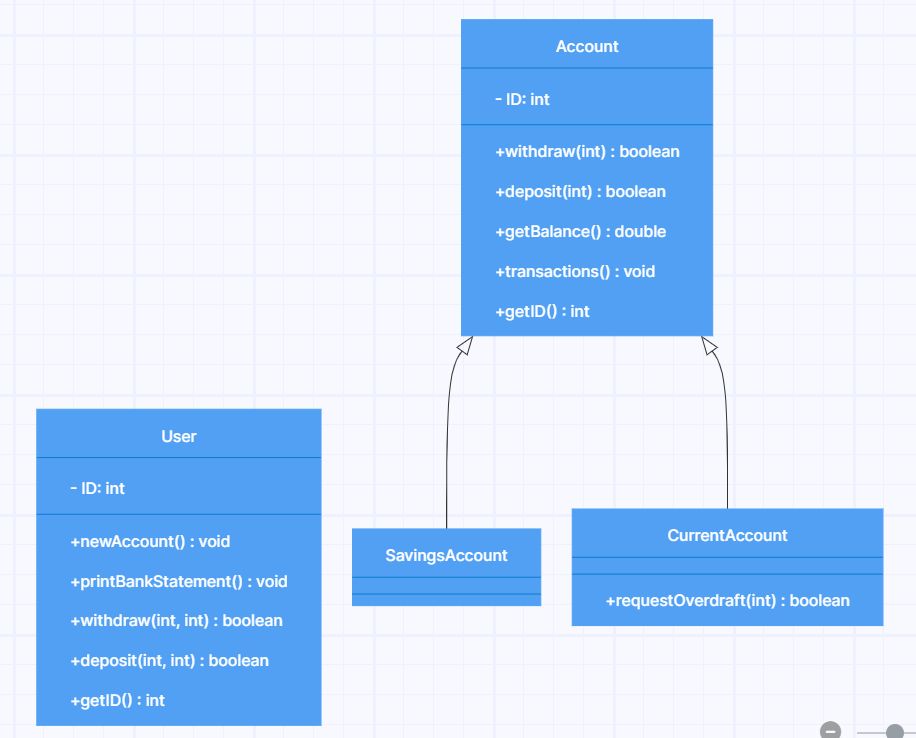 Account
- ID: int
+withdraw(int) : boolean
+deposit(int) : boolean
+getBalance() : double
+transactions() : void
+getID() : int
User
- ID: int
+newAccount() : void
+printBankStatement() : void
+withdraw(int, int) : boolean
+deposit(int, int) : boolean
+getID() : int
SavingsAccount
CurrentAccount
+requestOverdraft(int) : boolean